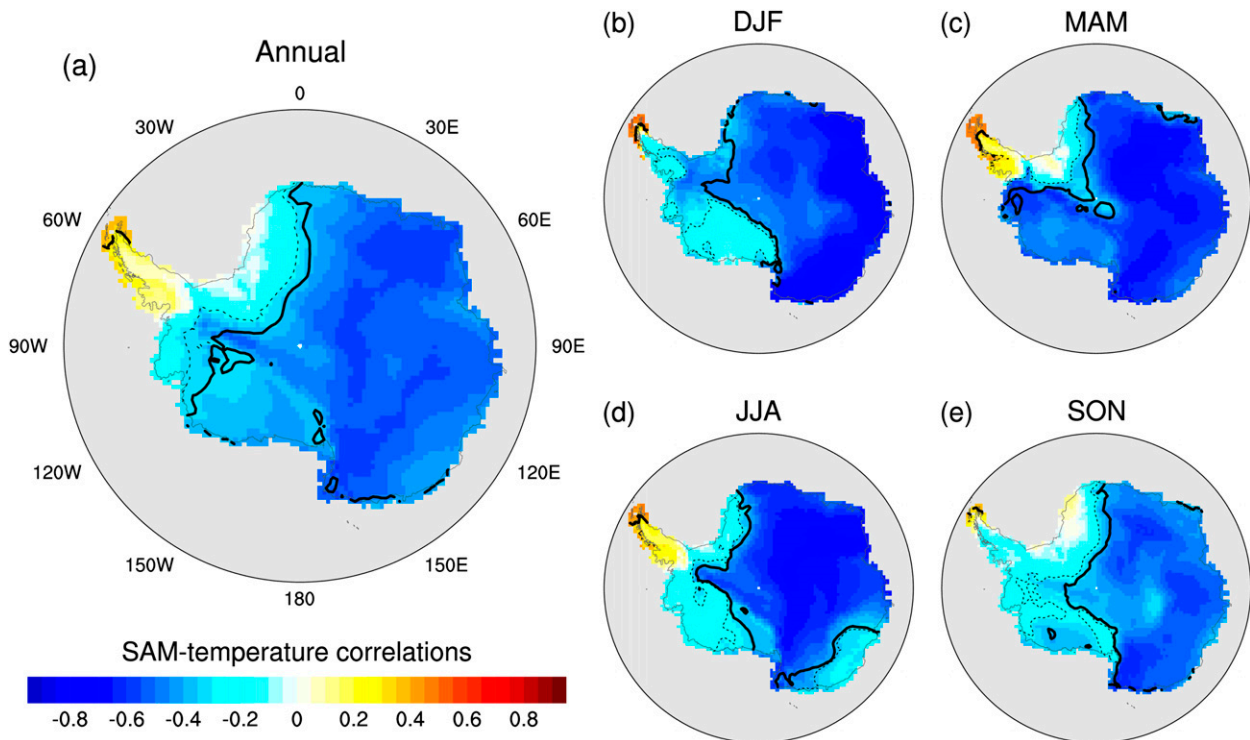 (a)
Annual
0
30W
30E
60W
60E
90W
90E
120W
120E
150W
150E
180
SAM-temperature correlations
-0.8 -0.6 -0.4 -0.2 0 0.2 0.4 0.6 0.8
(b)
DJF
(c)
MAM
(d)
JJA
(e)
SON